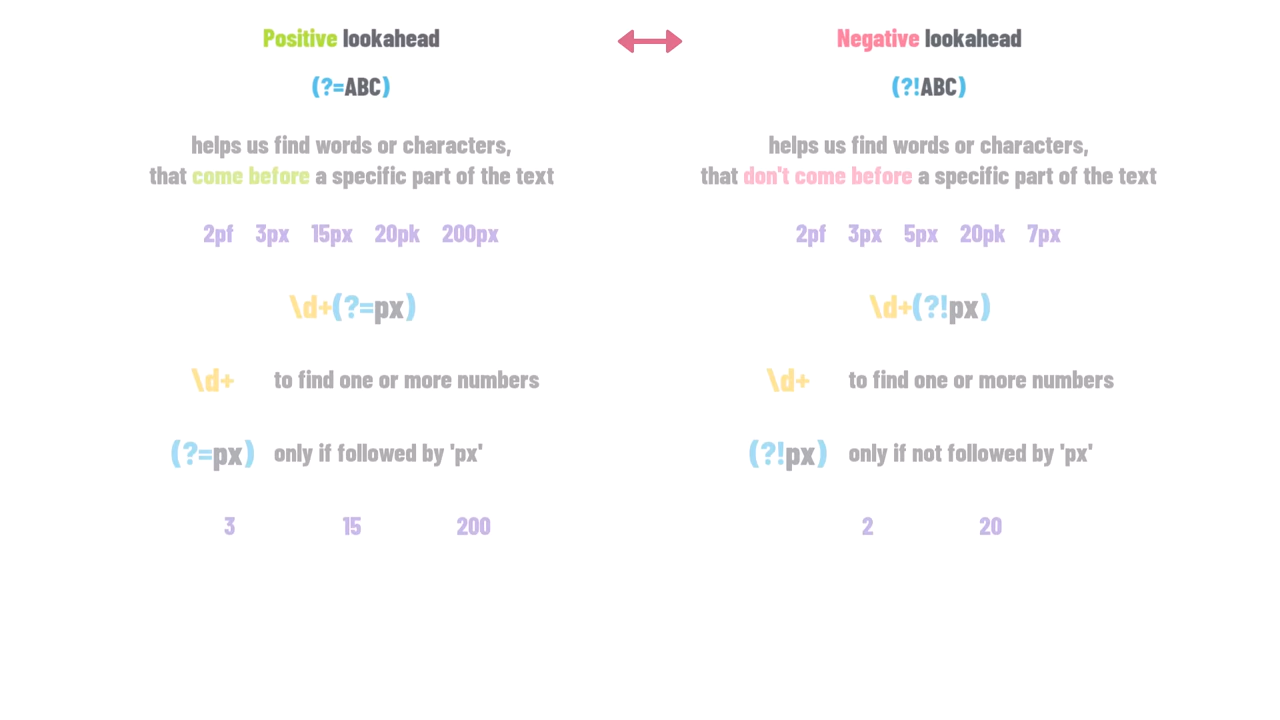 Positive lookahead
(?=ABC)
helps us find words or characters,
that come before a specific part of the text
2pf 3px 15px 20pk 200px
\d+(?=px)
\d+ to find one or more numbers
(?=px) only if followed by 'px'
3 15 200
Negative lookahead
(?!ABC)
helps us find words or characters,
that don't come before a specific part of the text
2pf 3px 5px 20pk 7px
\d+(?!px)
\d+ to find one or more numbers
(?!px) only if not followed by 'px'
2 20